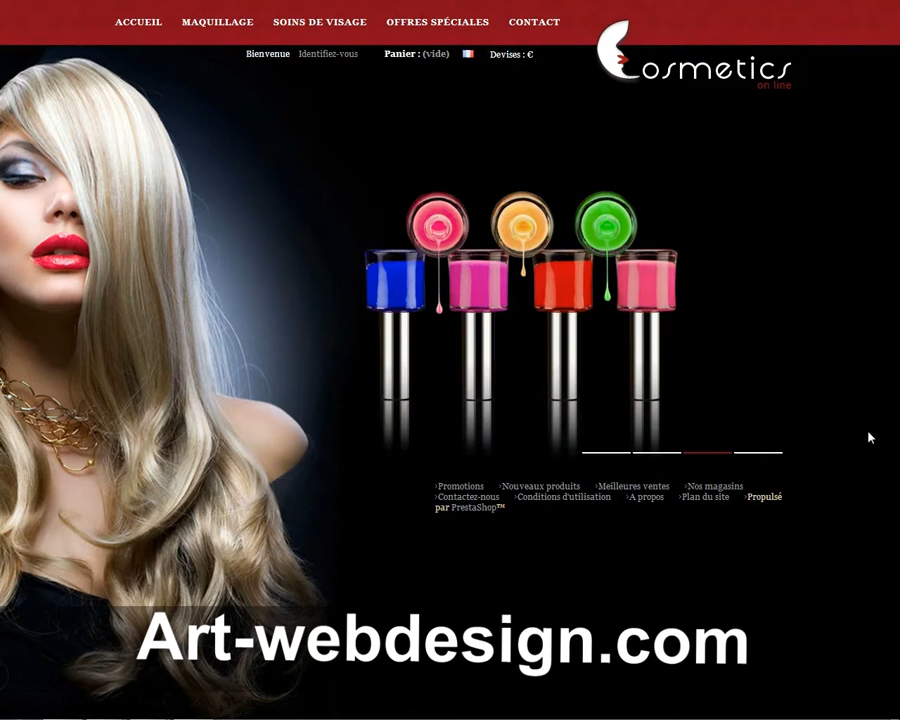 ACCUEIL MAQUILLAGE SOINS DE VISAGE OFFRES SPÉCIALES CONTACT
Bienvenue Identifiez-vous Panier : (vide) Devises : €
Cosmetics
on line
›Promotions ›Nouveaux produits ›Meilleures ventes ›Nos magasins
›Contactez-nous ›Conditions d'utilisation ›A propos ›Plan du site ›Propulsé
par PrestaShop™
Art-webdesign.com